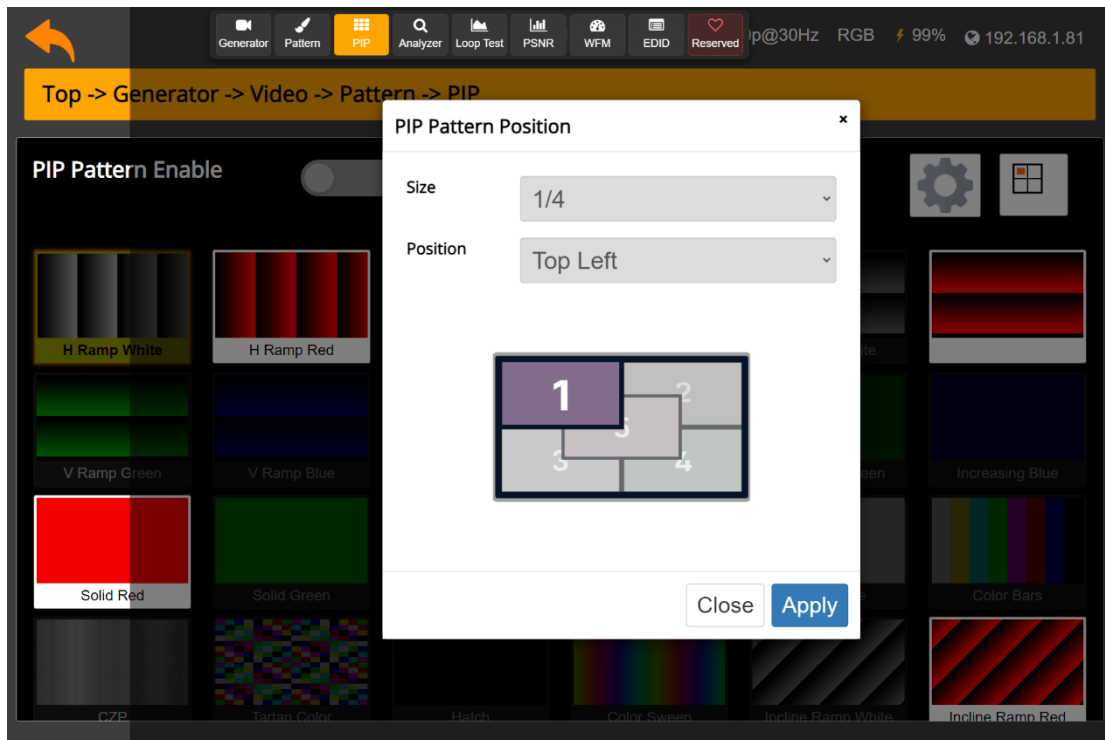 Generator Pattern PIP Analyzer Loop Test PSNR WFM EDID Reserved p@30Hz RGB 99% 192.168.1.81
Top -> Generator -> Video -> Pattern -> PIP
PIP Pattern Position ×
PIP Pattern Enable
Size 1/4
Position Top Left
1 2
5
3 4
H Ramp White H Ramp Red ite
V Ramp Green V Ramp Blue een Increasing Blue
Close Apply
Solid Red Solid Green e Color Bars
CZP Tartan Color Hatch Color Sweep Incline Ramp White Incline Ramp Red